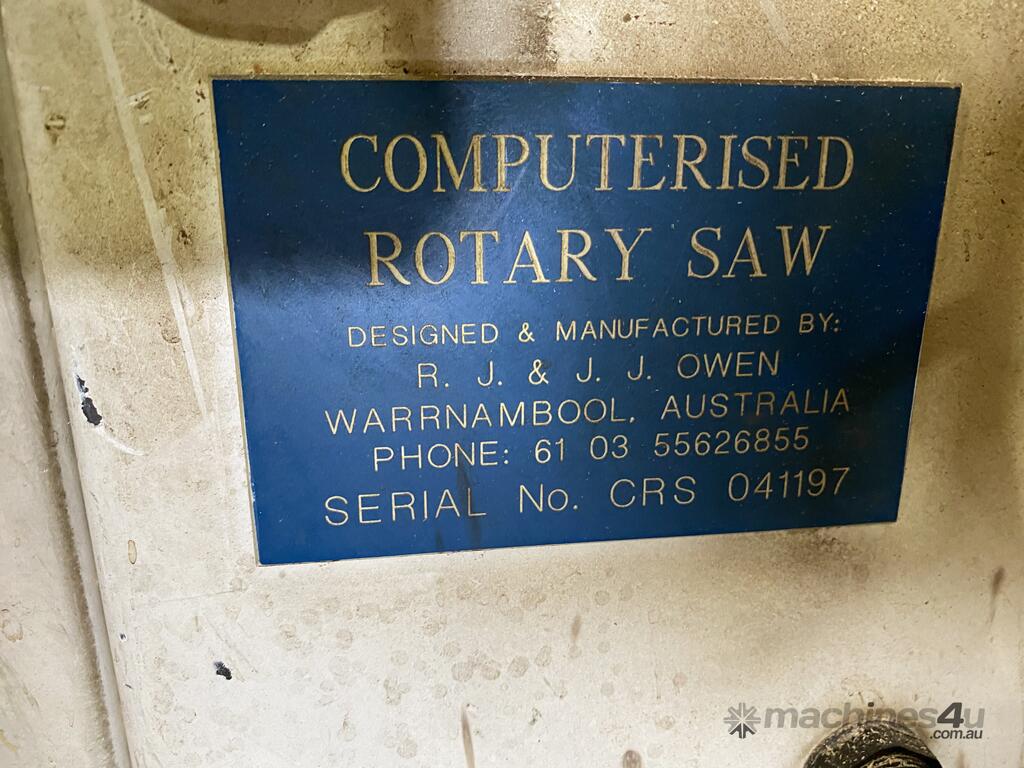 COMPUTERISED
ROTARY SAW
DESIGNED & MANUFACTURED BY:
R. J. & J. J. OWEN
WARRNAMBOOL, AUSTRALIA
PHONE: 61 03 55626855
SERIAL No. CRS 041197
machines4u
.com.au